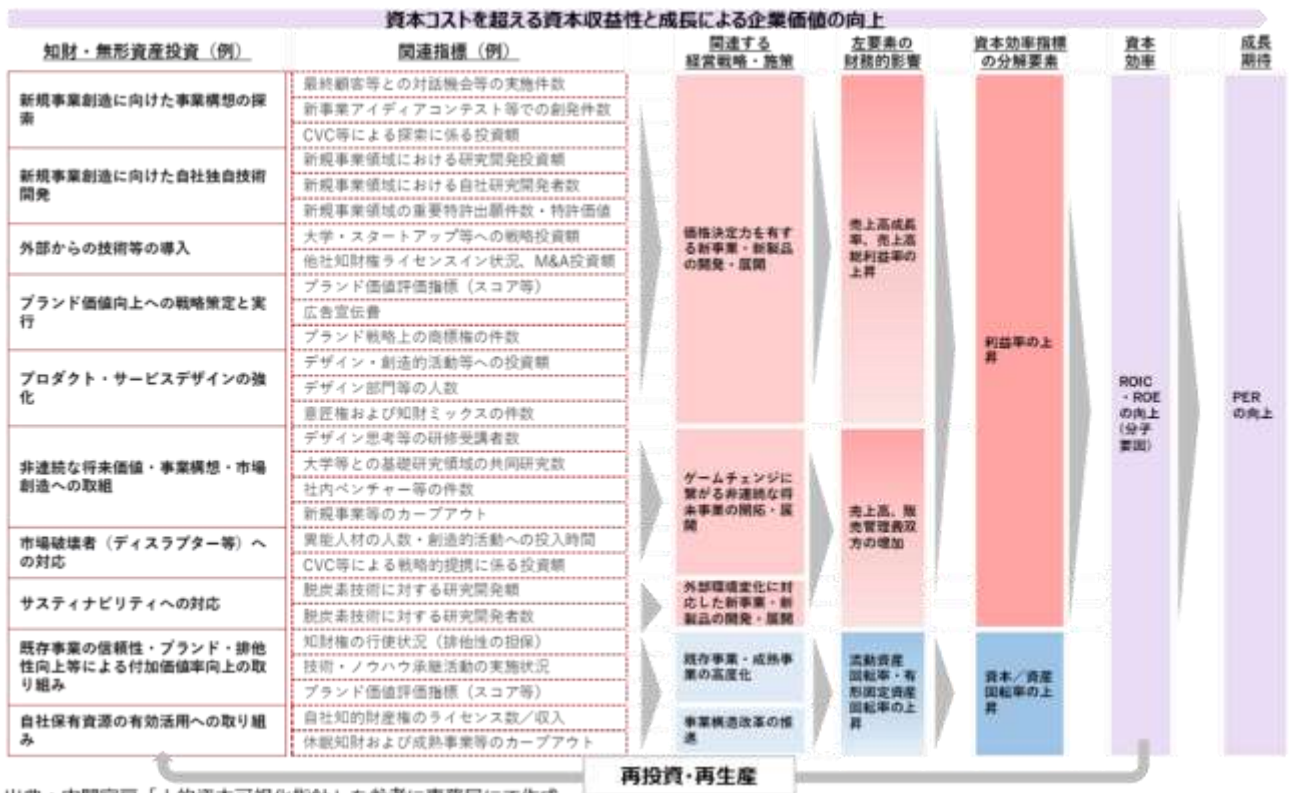 資本コストを超える資本収益性と成長による企業価値の向上
知財・無形資産投資（例）
関連指標（例）
関連する
経営戦略・施策
左要素の
財務的影響
資本効率指標
の分解要素
資本
効率
成長
期待
新規事業創造に向けた事業構想の探
索
最終顧客等との対話機会等の実施件数
新事業アイディアコンテスト等での創発件数
CVC等による探索に係る投資額
新規事業創造に向けた自社独自技術
開発
新規事業領域における研究開発投資額
新規事業領域における自社研究開発者数
新規事業領域の重要特許出願件数・特許価値
外部からの技術等の導入
大学・スタートアップ等への戦略投資額
他社知財権ライセンスイン状況、M&A投資額
ブランド価値向上への戦略策定と実
行
ブランド価値評価指標（スコア等）
広告宣伝費
ブランド戦略上の商標権の件数
プロダクト・サービスデザインの強
化
デザイン・創造的活動等への投資額
デザイン部門等の人数
意匠権および知財ミックスの件数
非連続な将来価値・事業構想・市場
創造への取組
デザイン思考等の研修受講者数
大学等との基礎研究領域の共同研究数
社内ベンチャー等の件数
新規事業等のカーブアウト
市場破壊者（ディスラプター等）へ
の対応
異能人材の人数・創造的活動への投入時間
CVC等による戦略的提携に係る投資額
サスティナビリティへの対応
脱炭素技術に対する研究開発額
脱炭素技術に対する研究開発者数
既存事業の信頼性・ブランド・排他
性向上等による付加価値率向上の取
り組み
知財権の行使状況（排他性の担保）
技術・ノウハウ承継活動の実施状況
ブランド価値評価指標（スコア等）
自社保有資源の有効活用への取り組
み
自社知的財産権のライセンス数／収入
休眠知財および成熟事業等のカーブアウト
価格決定力を有す
る新事業・新製品
の開発・展開
ゲームチェンジに
繋がる非連続な将
来事業の開拓・展
開
外部環境変化に対
応した新事業・新
製品の開発・展開
既存事業・成熟事
業の高度化
事業構造改革の推
進
売上高成長
率、売上高
総利益率の
上昇
売上高、販
売管理費双
方の増加
流動資産
回転率・有
形固定資産
回転率の上
昇
利益率の上
昇
資本／資産
回転率の上
昇
ROIC
・ROE
の向上
(分子
要因)
PER
の向上
再投資・再生産